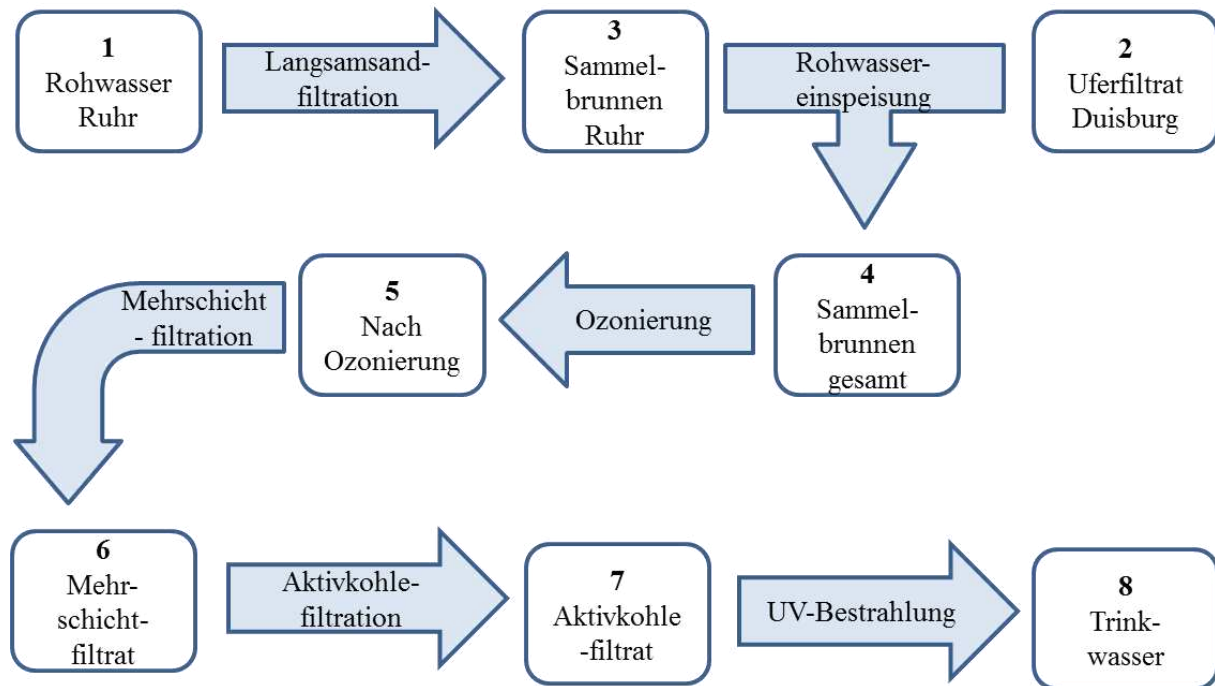 1
Rohwasser
Ruhr
Langsamsand-
filtration
3
Sammel-
brunnen
Ruhr
Rohwasser-
einspeisung
2
Uferfiltrat
Duisburg
Mehrschicht
- filtration
5
Nach
Ozonierung
Ozonierung
4
Sammel-
brunnen
gesamt
6
Mehr-
schicht-
filtrat
Aktivkohle-
filtration
7
Aktivkohle
-filtrat
UV-Bestrahlung
8
Trink-
wasser